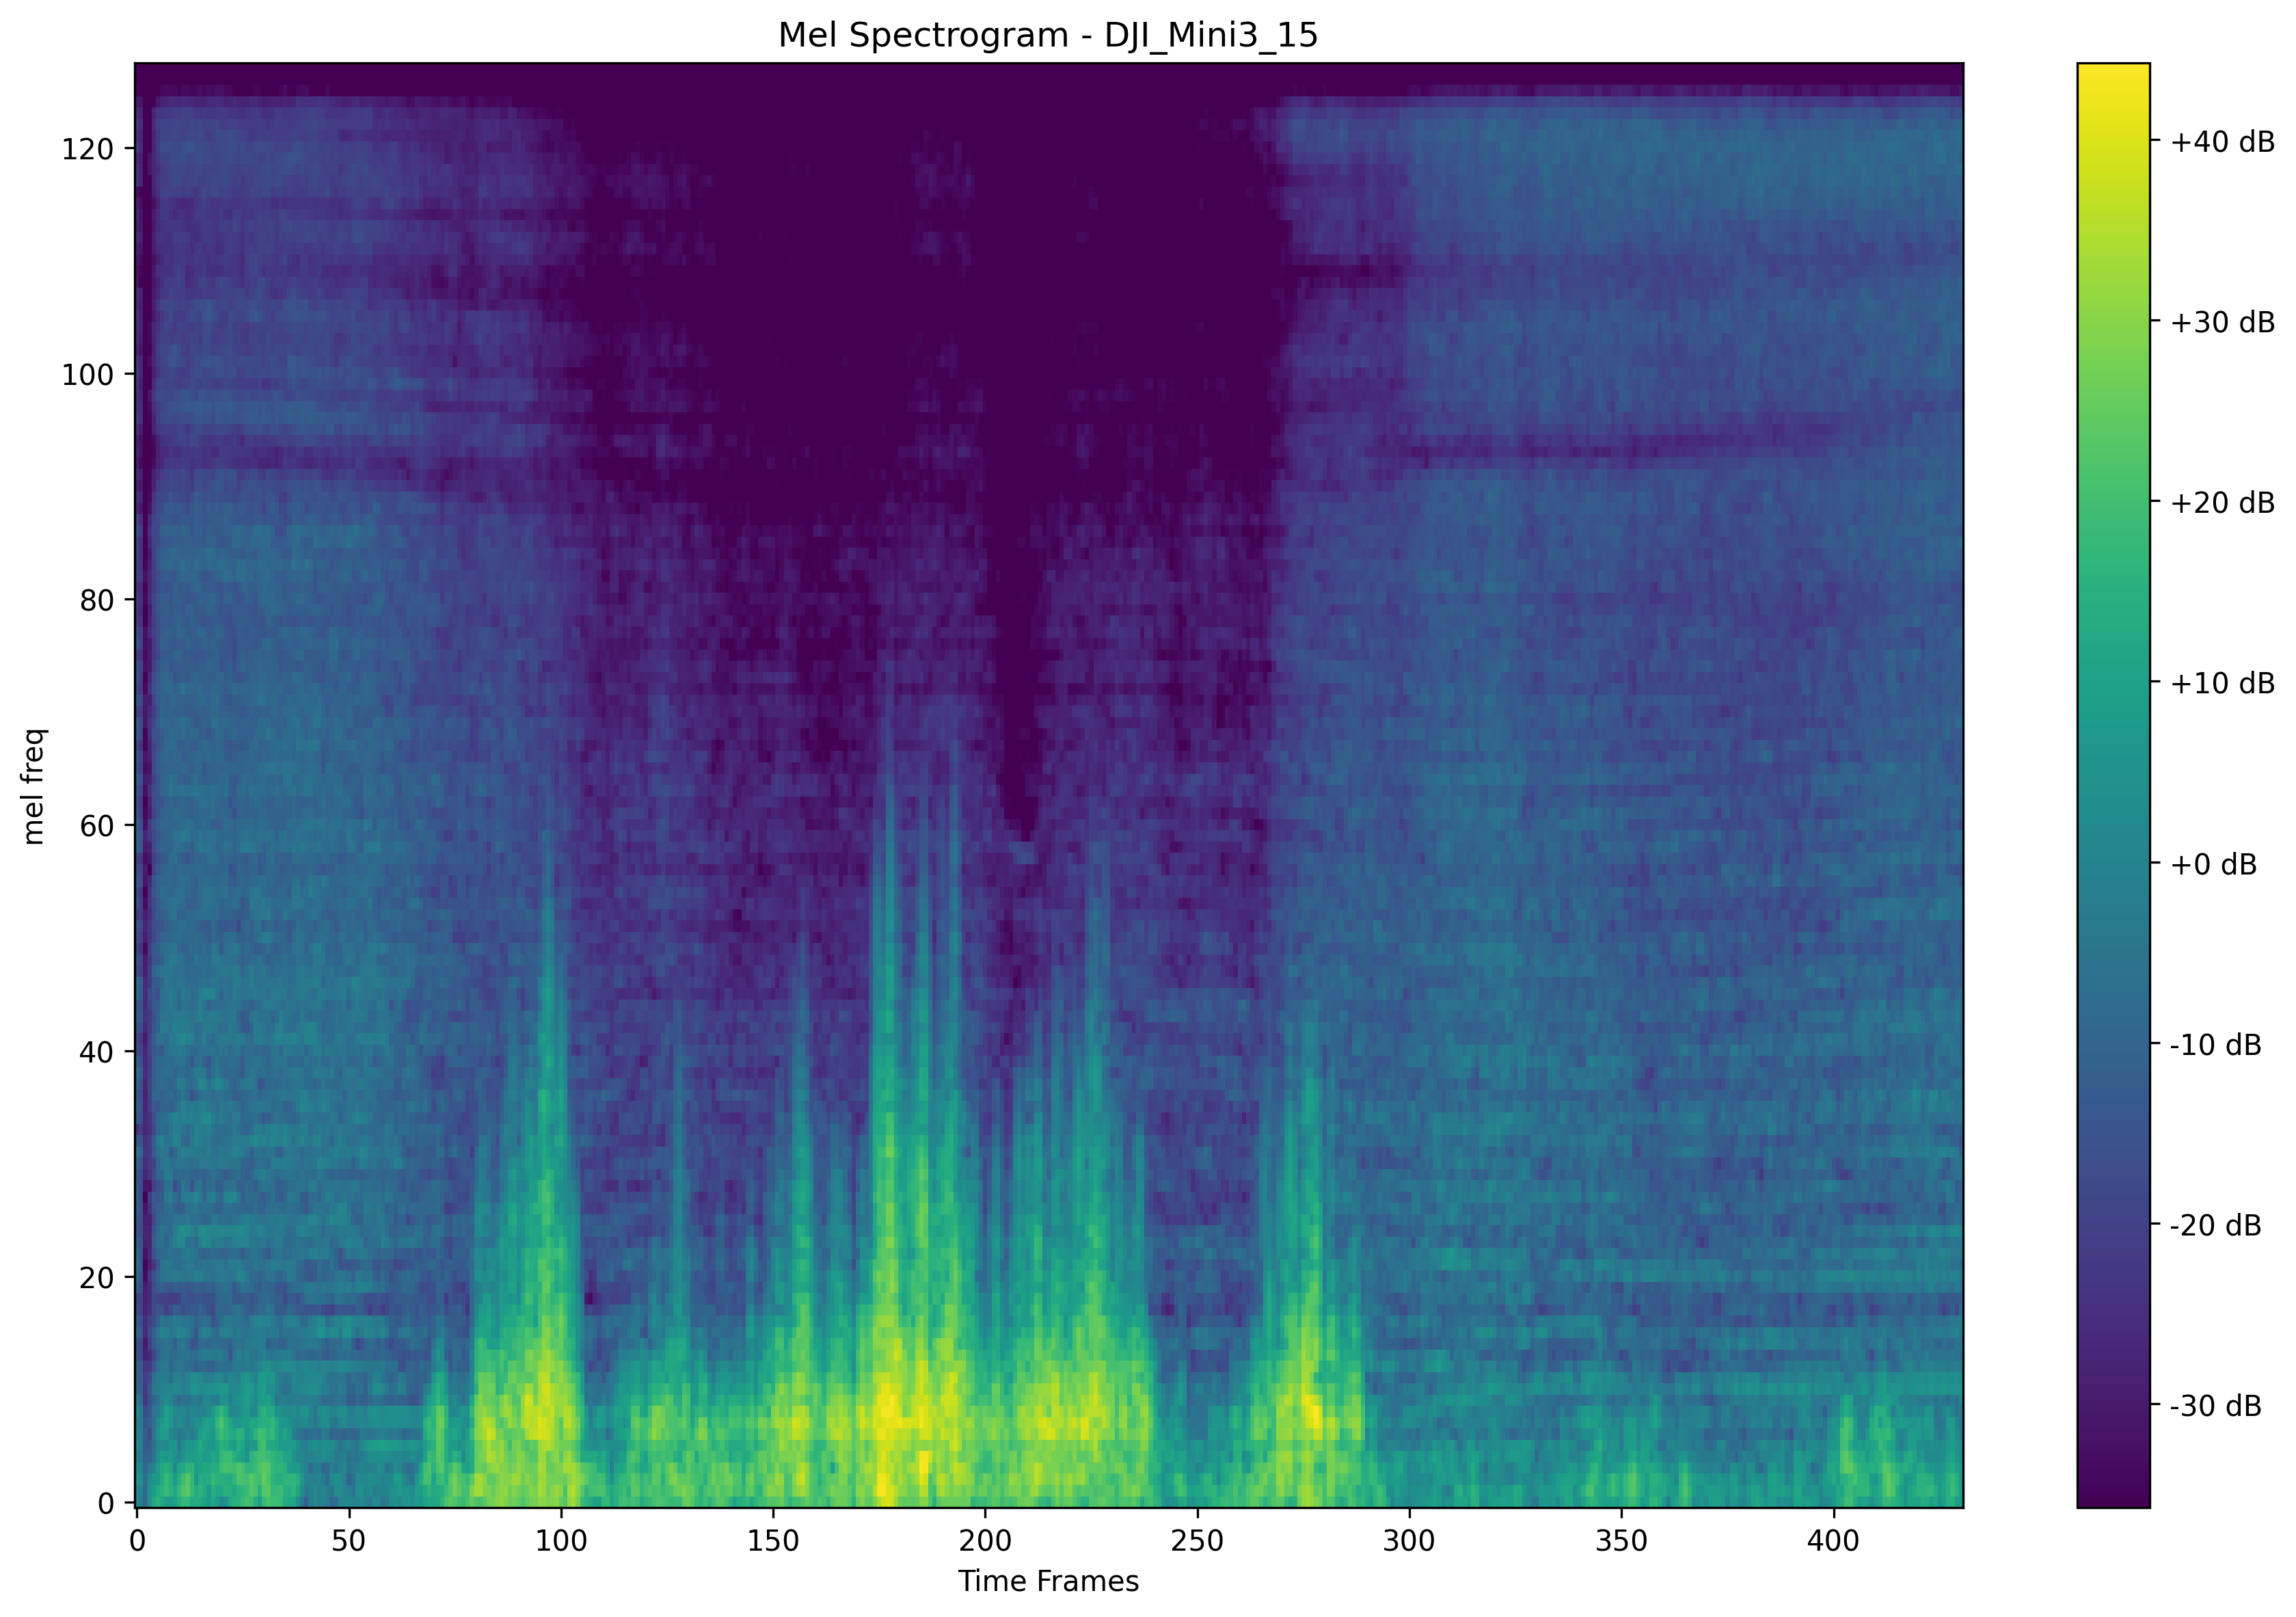 Mel Spectrogram - DJI_Mini3_15
mel freq
120
100
80
60
40
20
0
0 50 100 150 200 250 300 350 400
Time Frames
+40 dB
+30 dB
+20 dB
+10 dB
+0 dB
-10 dB
-20 dB
-30 dB